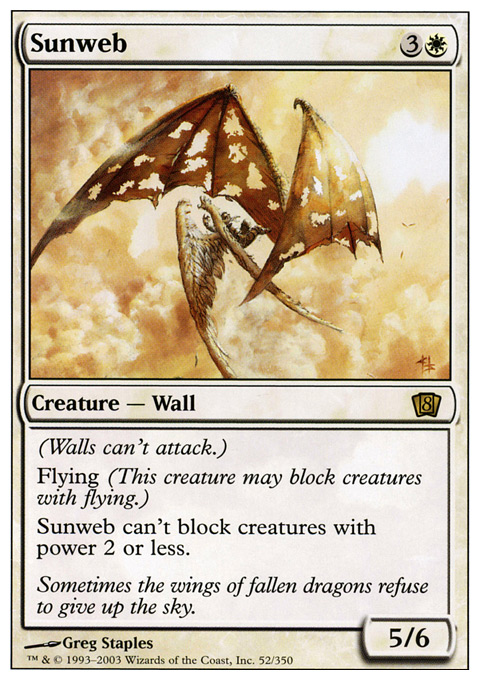 Sunweb 3
Creature — Wall 8
(Walls can't attack.)
Flying (This creature may block creatures
with flying.)
Sunweb can't block creatures with
power 2 or less.
Sometimes the wings of fallen dragons refuse
to give up the sky.
Greg Staples
5/6
™ & © 1993–2003 Wizards of the Coast, Inc. 52/350